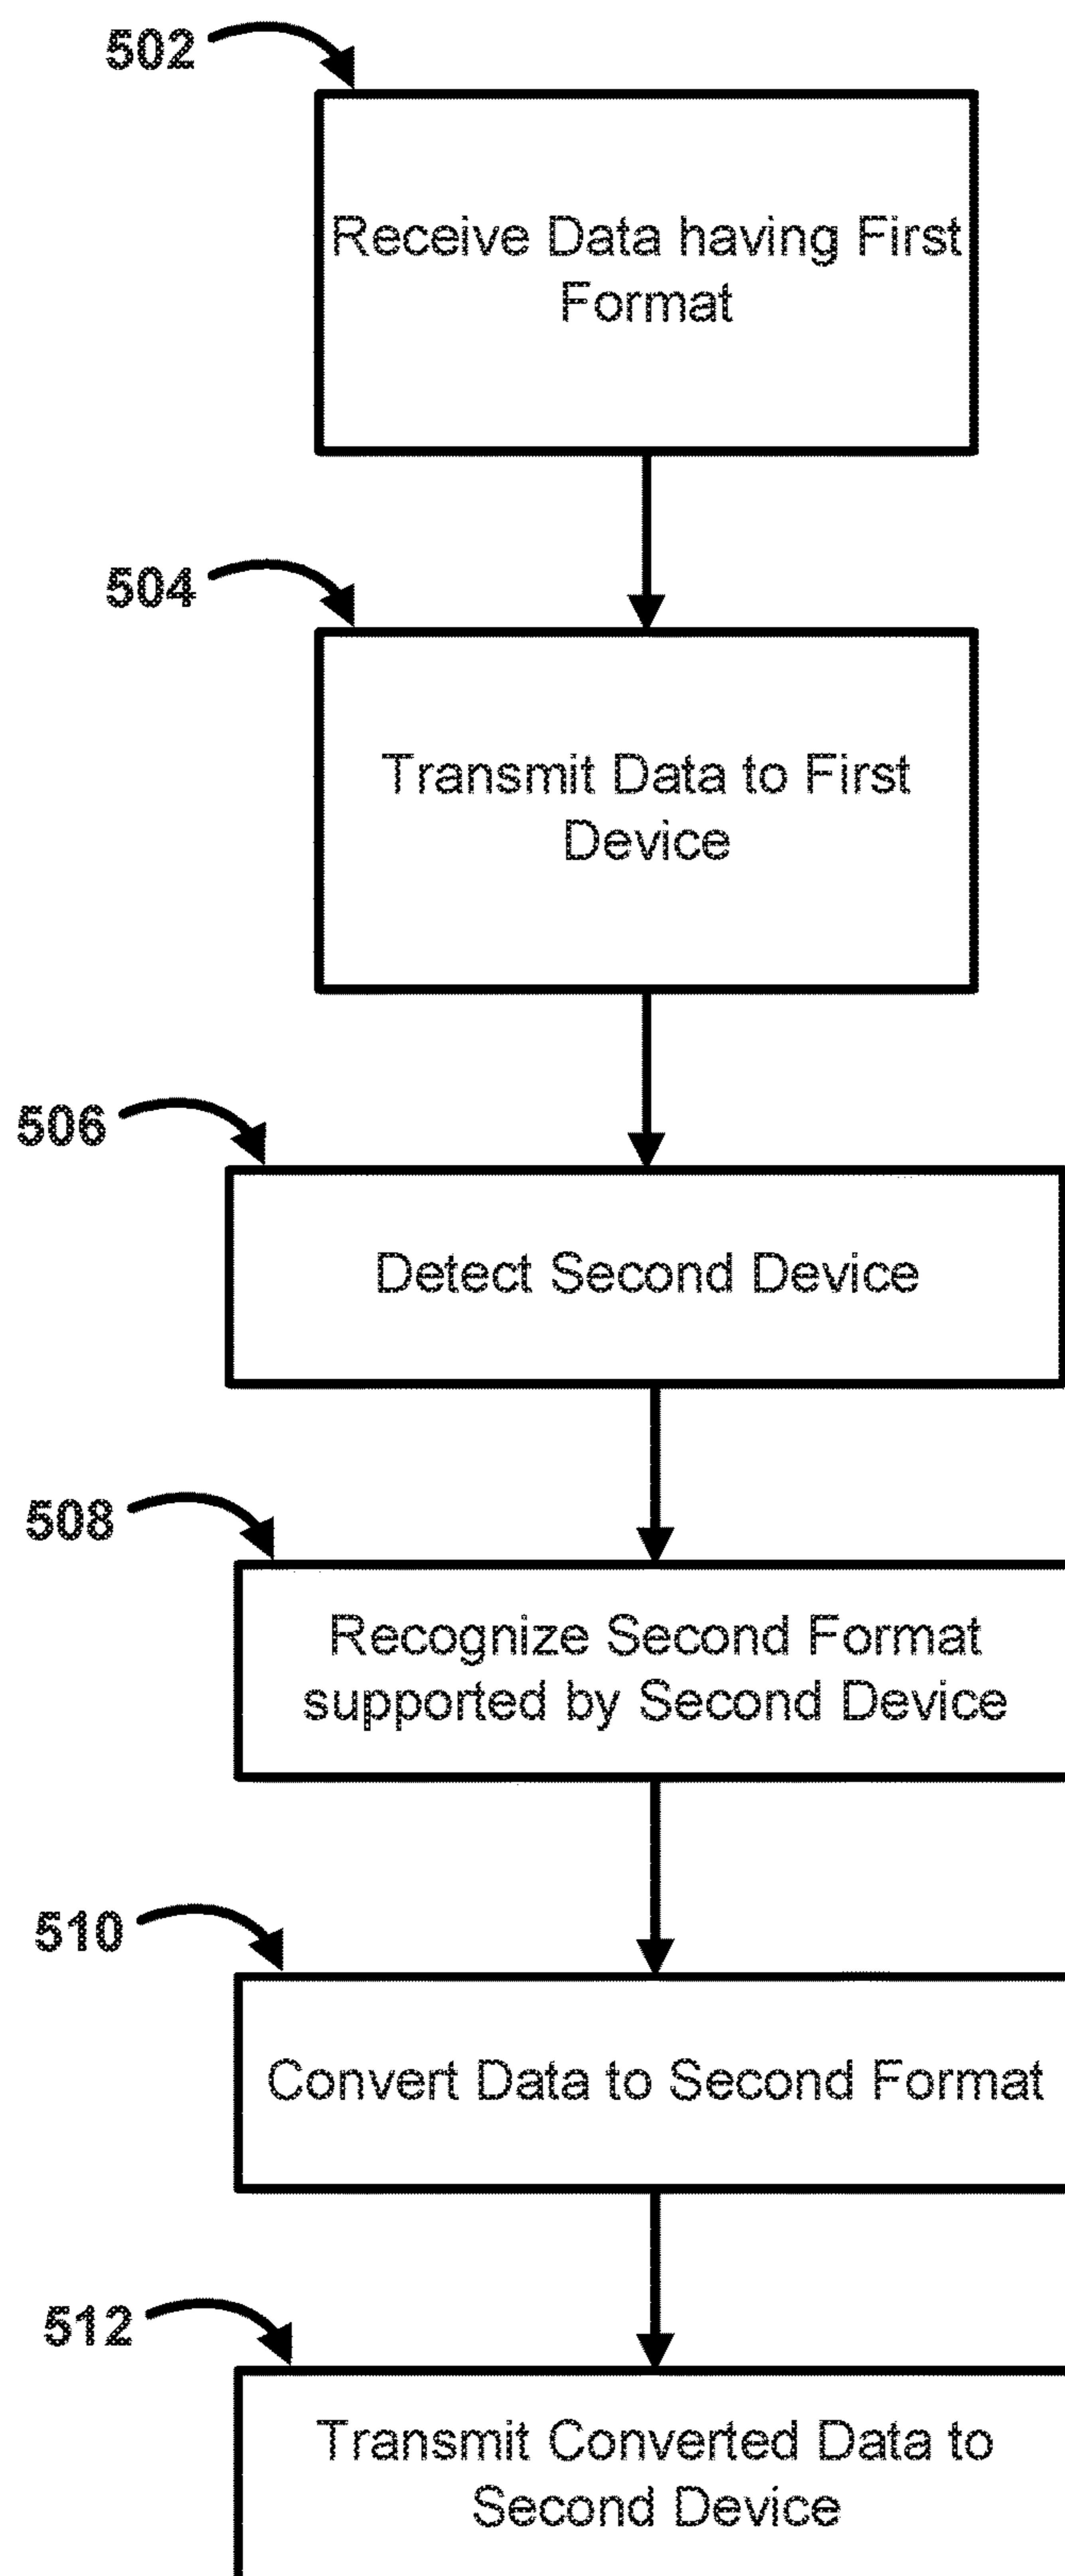 502
Receive Data having First
Format
504
Transmit Data to First
Device
506
Detect Second Device
508
Recognize Second Format
supported by Second Device
510
Convert Data to Second Format
512
Transmit Converted Data to
Second Device